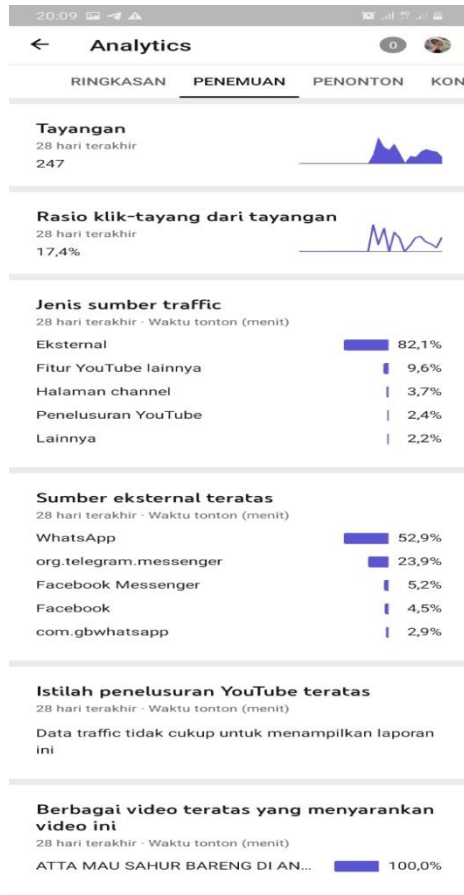 20:09
Analytics
0
RINGKASAN PENEMUAN PENONTON KON
Tayangan
28 hari terakhir
247
Rasio klik-tayang dari tayangan
28 hari terakhir
17,4%
Jenis sumber traffic
28 hari terakhir · Waktu tonton (menit)
Eksternal 82,1%
Fitur YouTube lainnya 9,6%
Halaman channel 3,7%
Penelusuran YouTube 2,4%
Lainnya 2,2%
Sumber eksternal teratas
28 hari terakhir · Waktu tonton (menit)
WhatsApp 52,9%
org.telegram.messenger 23,9%
Facebook Messenger 5,2%
Facebook 4,5%
com.gbwhatsapp 2,9%
Istilah penelusuran YouTube teratas
28 hari terakhir · Waktu tonton (menit)
Data traffic tidak cukup untuk menampilkan laporan
ini
Berbagai video teratas yang menyarankan
video ini
28 hari terakhir · Waktu tonton (menit)
ATTA MAU SAHUR BARENG DI AN... 100,0%